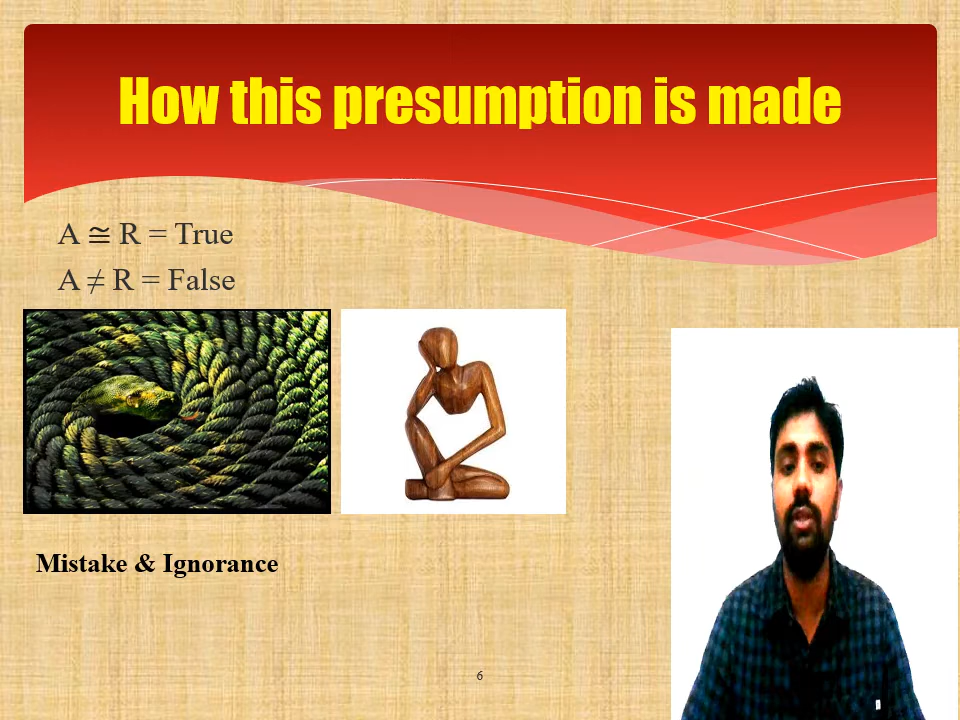 How this presumption is made
A ≅ R = True
A ≠ R = False
Mistake & Ignorance
6